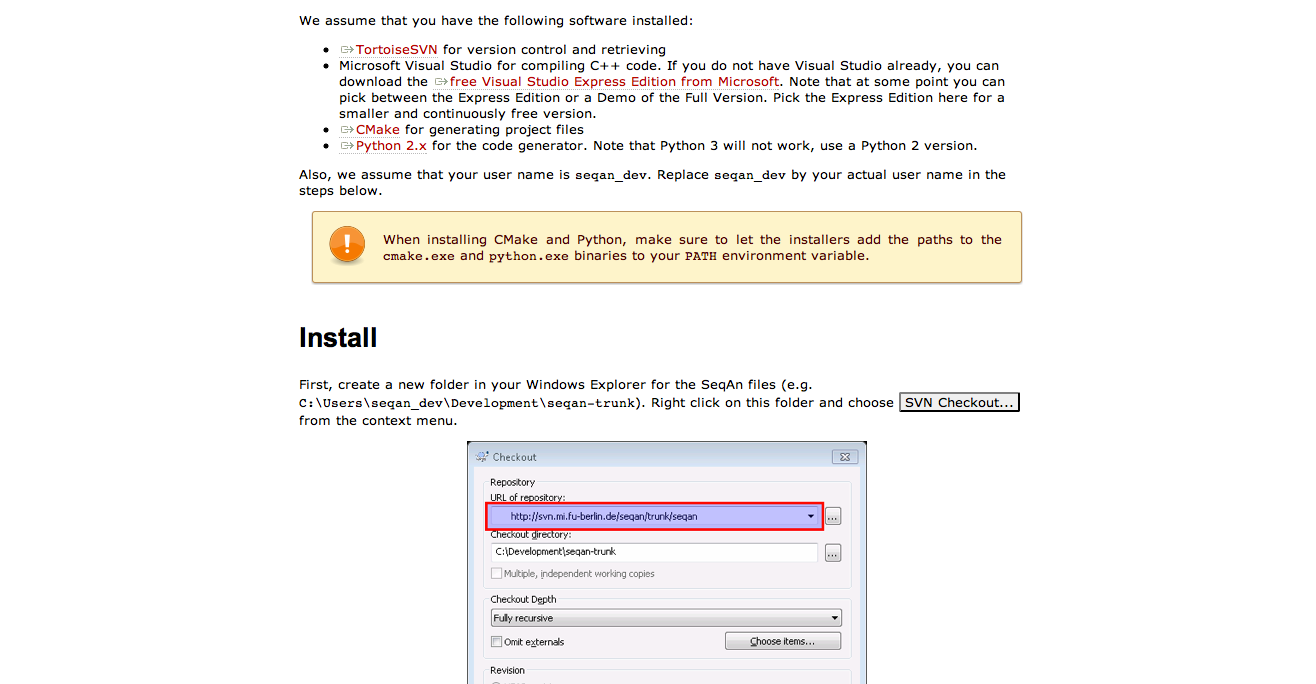 We assume that you have the following software installed:
TortoiseSVN for version control and retrieving
Microsoft Visual Studio for compiling C++ code. If you do not have Visual Studio already, you can
download the free Visual Studio Express Edition from Microsoft. Note that at some point you can
pick between the Express Edition or a Demo of the Full Version. Pick the Express Edition here for a
smaller and continuously free version.
CMake for generating project files
Python 2.x for the code generator. Note that Python 3 will not work, use a Python 2 version.
Also, we assume that your user name is seqan_dev. Replace seqan_dev by your actual user name in the
steps below.
When installing CMake and Python, make sure to let the installers add the paths to the
cmake.exe and python.exe binaries to your PATH environment variable.
Install
First, create a new folder in your Windows Explorer for the SeqAn files (e.g.
C:\Users\seqan_dev\Development\seqan-trunk). Right click on this folder and choose SVN Checkout...
from the context menu.
Checkout
Repository
URL of repository:
http://svn.mi.fu-berlin.de/seqan/trunk/seqan
...
Checkout directory:
C:\Development\seqan-trunk
...
Multiple, independent working copies
Checkout Depth
Fully recursive
Omit externals
Choose items...
Revision